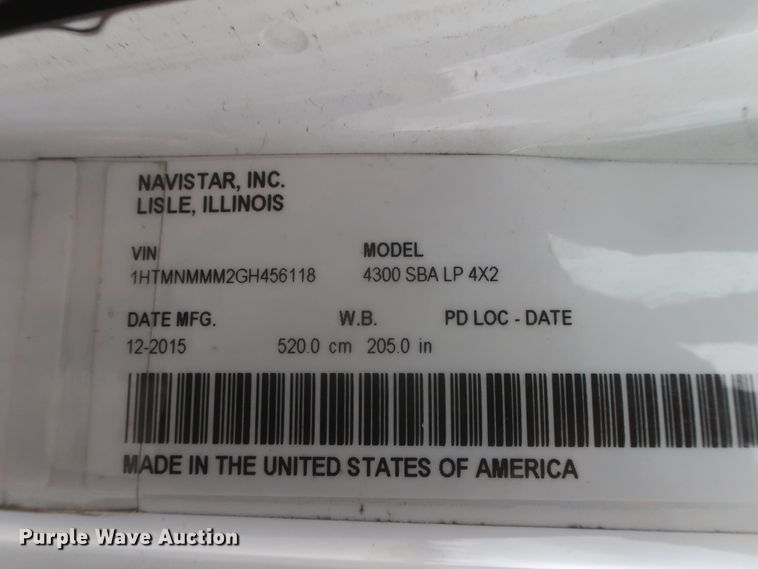 NAVISTAR, INC.
LISLE, ILLINOIS
VIN MODEL
1HTMNMMM2GH456118 4300 SBA LP 4X2
DATE MFG. W.B. PD LOC - DATE
12-2015 520.0 cm 205.0 in
MADE IN THE UNITED STATES OF AMERICA
Purple Wave Auction